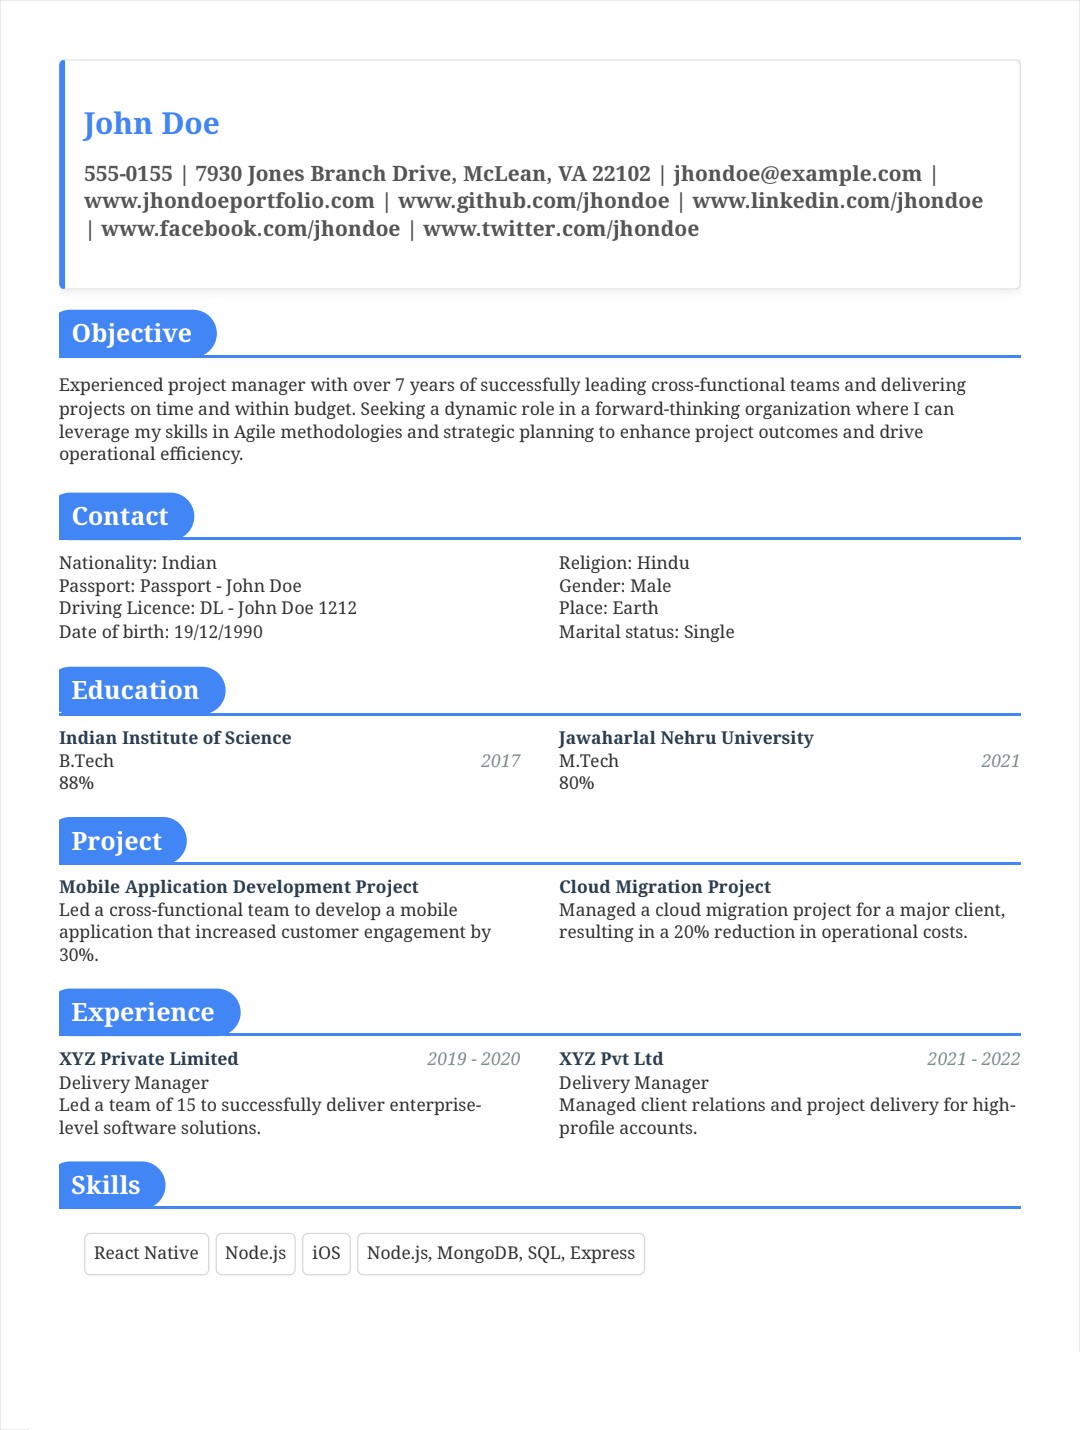 John Doe
555-0155 | 7930 Jones Branch Drive, McLean, VA 22102 | jhondoe@example.com |
www.jhondoeportfolio.com | www.github.com/jhondoe | www.linkedin.com/jhondoe
| www.facebook.com/jhondoe | www.twitter.com/jhondoe
Objective
Experienced project manager with over 7 years of successfully leading cross-functional teams and delivering
projects on time and within budget. Seeking a dynamic role in a forward-thinking organization where I can
leverage my skills in Agile methodologies and strategic planning to enhance project outcomes and drive
operational efficiency.
Contact
Nationality: Indian
Passport: Passport - John Doe
Driving Licence: DL - John Doe 1212
Date of birth: 19/12/1990
Religion: Hindu
Gender: Male
Place: Earth
Marital status: Single
Education
Indian Institute of Science
B.Tech 2017
88%
Jawaharlal Nehru University
M.Tech 2021
80%
Project
Mobile Application Development Project
Led a cross-functional team to develop a mobile
application that increased customer engagement by
30%.
Cloud Migration Project
Managed a cloud migration project for a major client,
resulting in a 20% reduction in operational costs.
Experience
XYZ Private Limited 2019 - 2020
Delivery Manager
Led a team of 15 to successfully deliver enterprise-
level software solutions.
XYZ Pvt Ltd 2021 - 2022
Delivery Manager
Managed client relations and project delivery for high-
profile accounts.
Skills
React Native Node.js iOS Node.js, MongoDB, SQL, Express